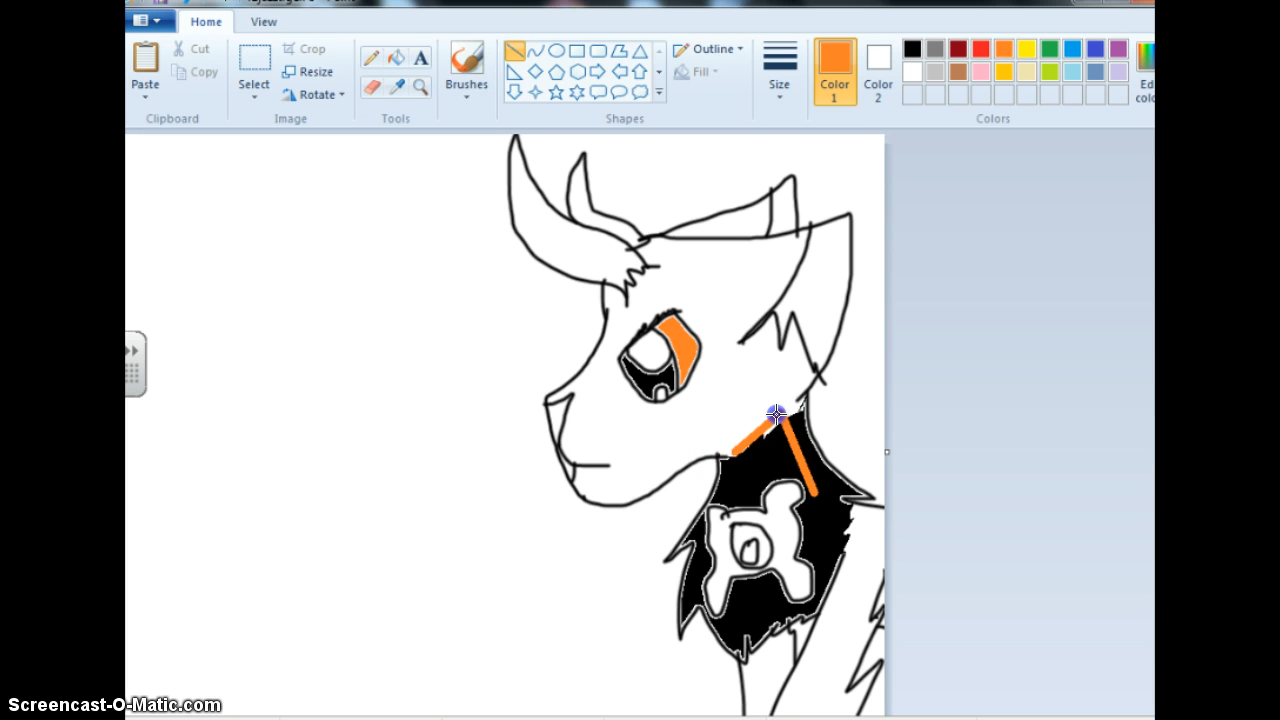 Home View
Cut
Copy
Paste
Clipboard
Select
Crop
Resize
Rotate
Image
A
Tools
Brushes
Shapes
Outline
Fill
Size
Color 1
Color 2
Colors
Screencast-O-Matic.com